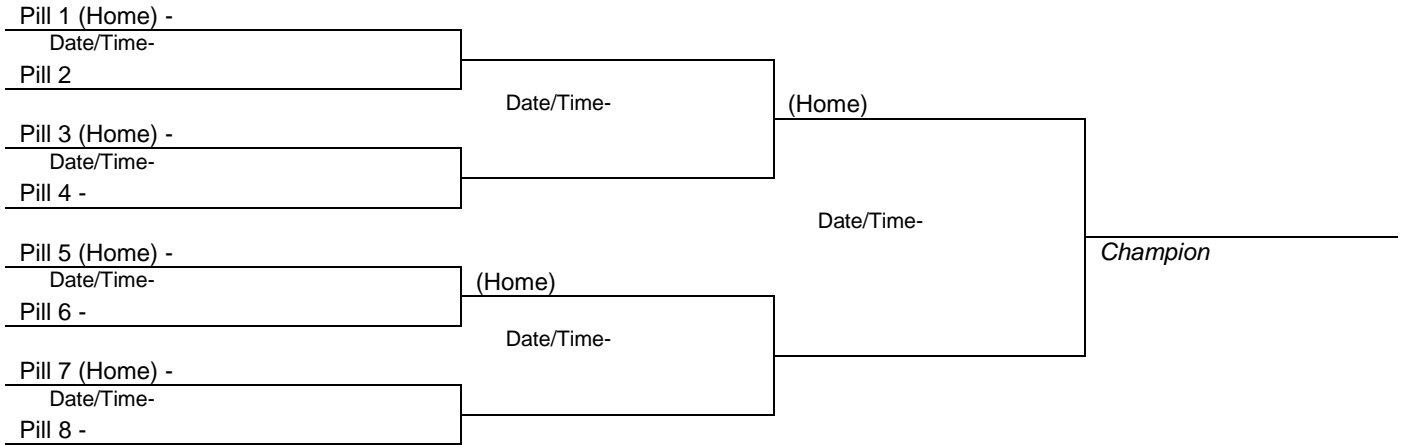 Pill 1 (Home) -
Date/Time-
Pill 2
Date/Time-
(Home)
Pill 3 (Home) -
Date/Time-
Pill 4 -
Date/Time-
Champion
Pill 5 (Home) -
Date/Time-
(Home)
Pill 6 -
Date/Time-
Pill 7 (Home) -
Date/Time-
Pill 8 -